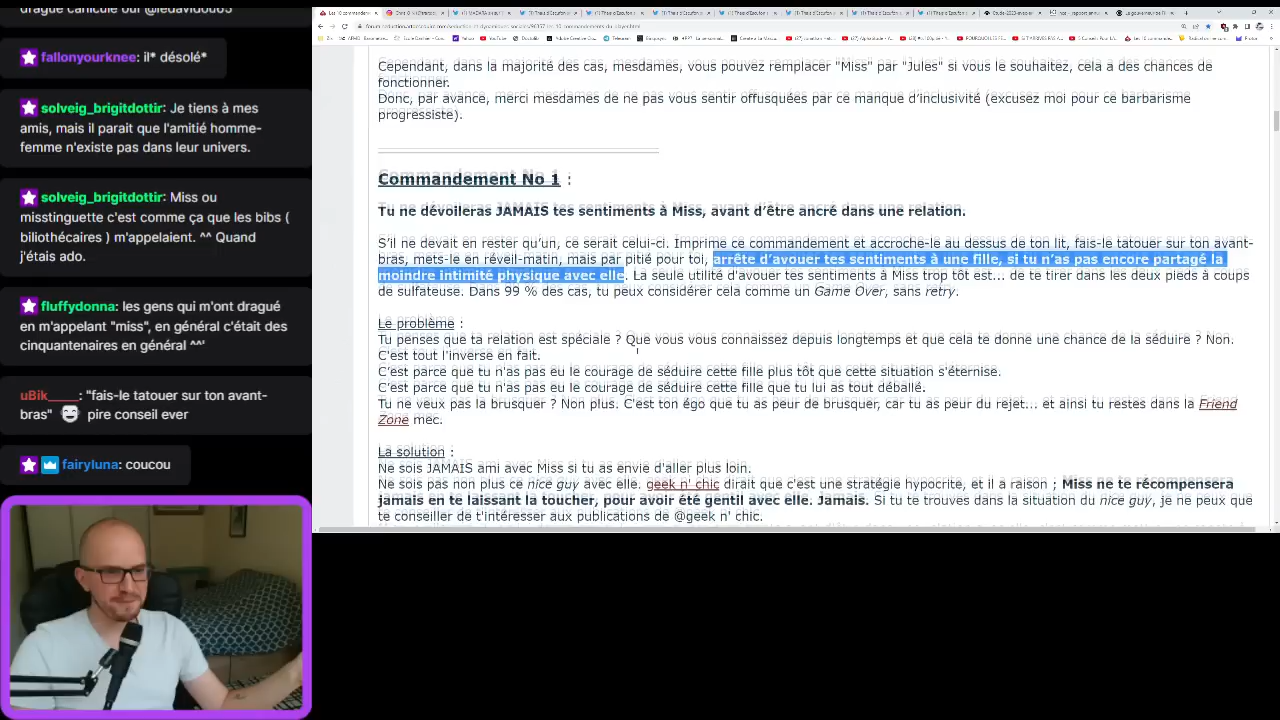 fallonyourknee: il* désolé*
solveig_brigitdottir: Je tiens à mes
amis, mais il parait que l'amitié homme-
femme n'existe pas dans leur univers.
solveig_brigitdottir: Miss ou
misstinguette c'est comme ça que les bibs (
biliothécaires ) m'appelaient. ^^ Quand
j'étais ado.
fluffydonna: les gens qui m'ont dragué
en m'appelant "miss", on général c'était des
cinquantenaires en général ^^'
uBik____: "fais-le tatouer sur ton avant-
bras" pire conseil ever
fairyluna: coucou
Cependant, dans la majorité des cas, mesdames, vous pouvez remplacer "Miss" par "Jules" si vous le souhaitez, cela a des chances de
fonctionner.
Donc, par avance, merci mesdames de ne pas vous sentir offusquées par ce manque d'inclusivité (excusez moi pour ce barbarisme
progressiste).
Commandement No 1 :
Tu ne dévoileras JAMAIS tes sentiments à Miss, avant d'être ancré dans une relation.
S'il ne devait en rester qu'un, ce serait celui-ci. Imprime ce commandement et accroche-le au dessus de ton lit, fais-le tatouer sur ton avant-
bras, mets-le en réveil-matin, mais par pitié pour toi, arrête d'avouer tes sentiments à une fille, si tu n'as pas encore partagé la
moindre intimité physique avec elle. La seule utilité d'avouer tes sentiments à Miss trop tôt est... de te tirer dans les deux pieds à coups
de sulfateuse. Dans 99 % des cas, tu peux considérer cela comme un Game Over, sans retry.
Le problème :
Tu penses que ta relation est spéciale ? Que vous vous connaissez depuis longtemps et que cela te donne une chance de la séduire ? Non.
C'est tout l'inverse en fait.
C'est parce que tu n'as pas eu le courage de séduire cette fille plus tôt que cette situation s'éternise.
C'est parce que tu n'as pas eu le courage de séduire cette fille que tu lui as tout déballé.
Tu ne veux pas la brusquer ? Non plus. C'est ton égo que tu as peur de brusquer, car tu as peur du rejet... et ainsi tu restes dans la Friend
Zone mec.
La solution :
Ne sois JAMAIS ami avec Miss si tu as envie d'aller plus loin.
Ne sois pas non plus ce nice guy avec elle. geek n' chic dirait que c'est une stratégie hypocrite, et il a raison ; Miss ne te récompensera
jamais en te laissant la toucher, pour avoir été gentil avec elle. Jamais. Si tu te trouves dans la situation du nice guy, je ne peux que
te conseiller de t'intéresser aux publications de @geek n' chic.